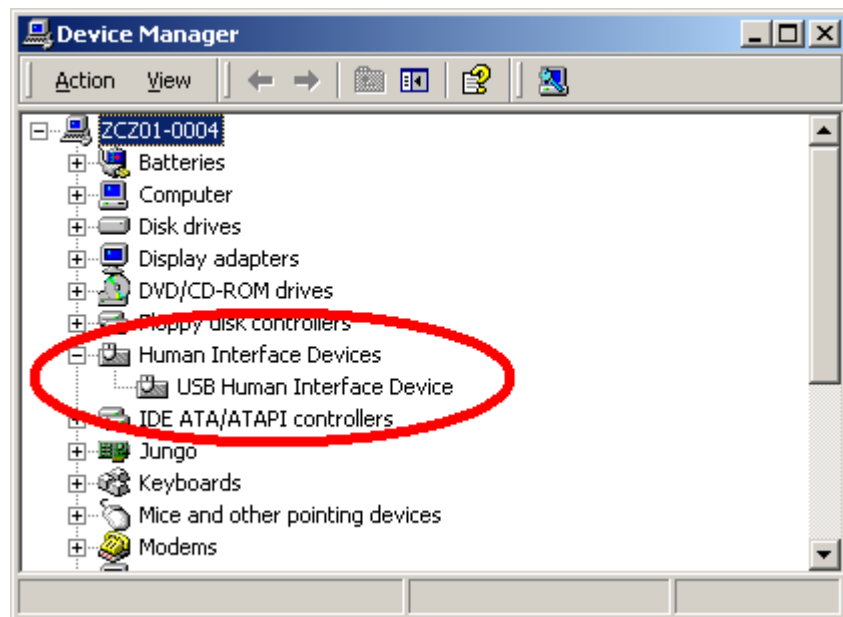 Device Manager
Action View
ZCZ01-0004
Batteries
Computer
Disk drives
Display adapters
DVD/CD-ROM drives
Floppy disk controllers
Human Interface Devices
USB Human Interface Device
IDE ATA/ATAPI controllers
Jungo
Keyboards
Mice and other pointing devices
Modems